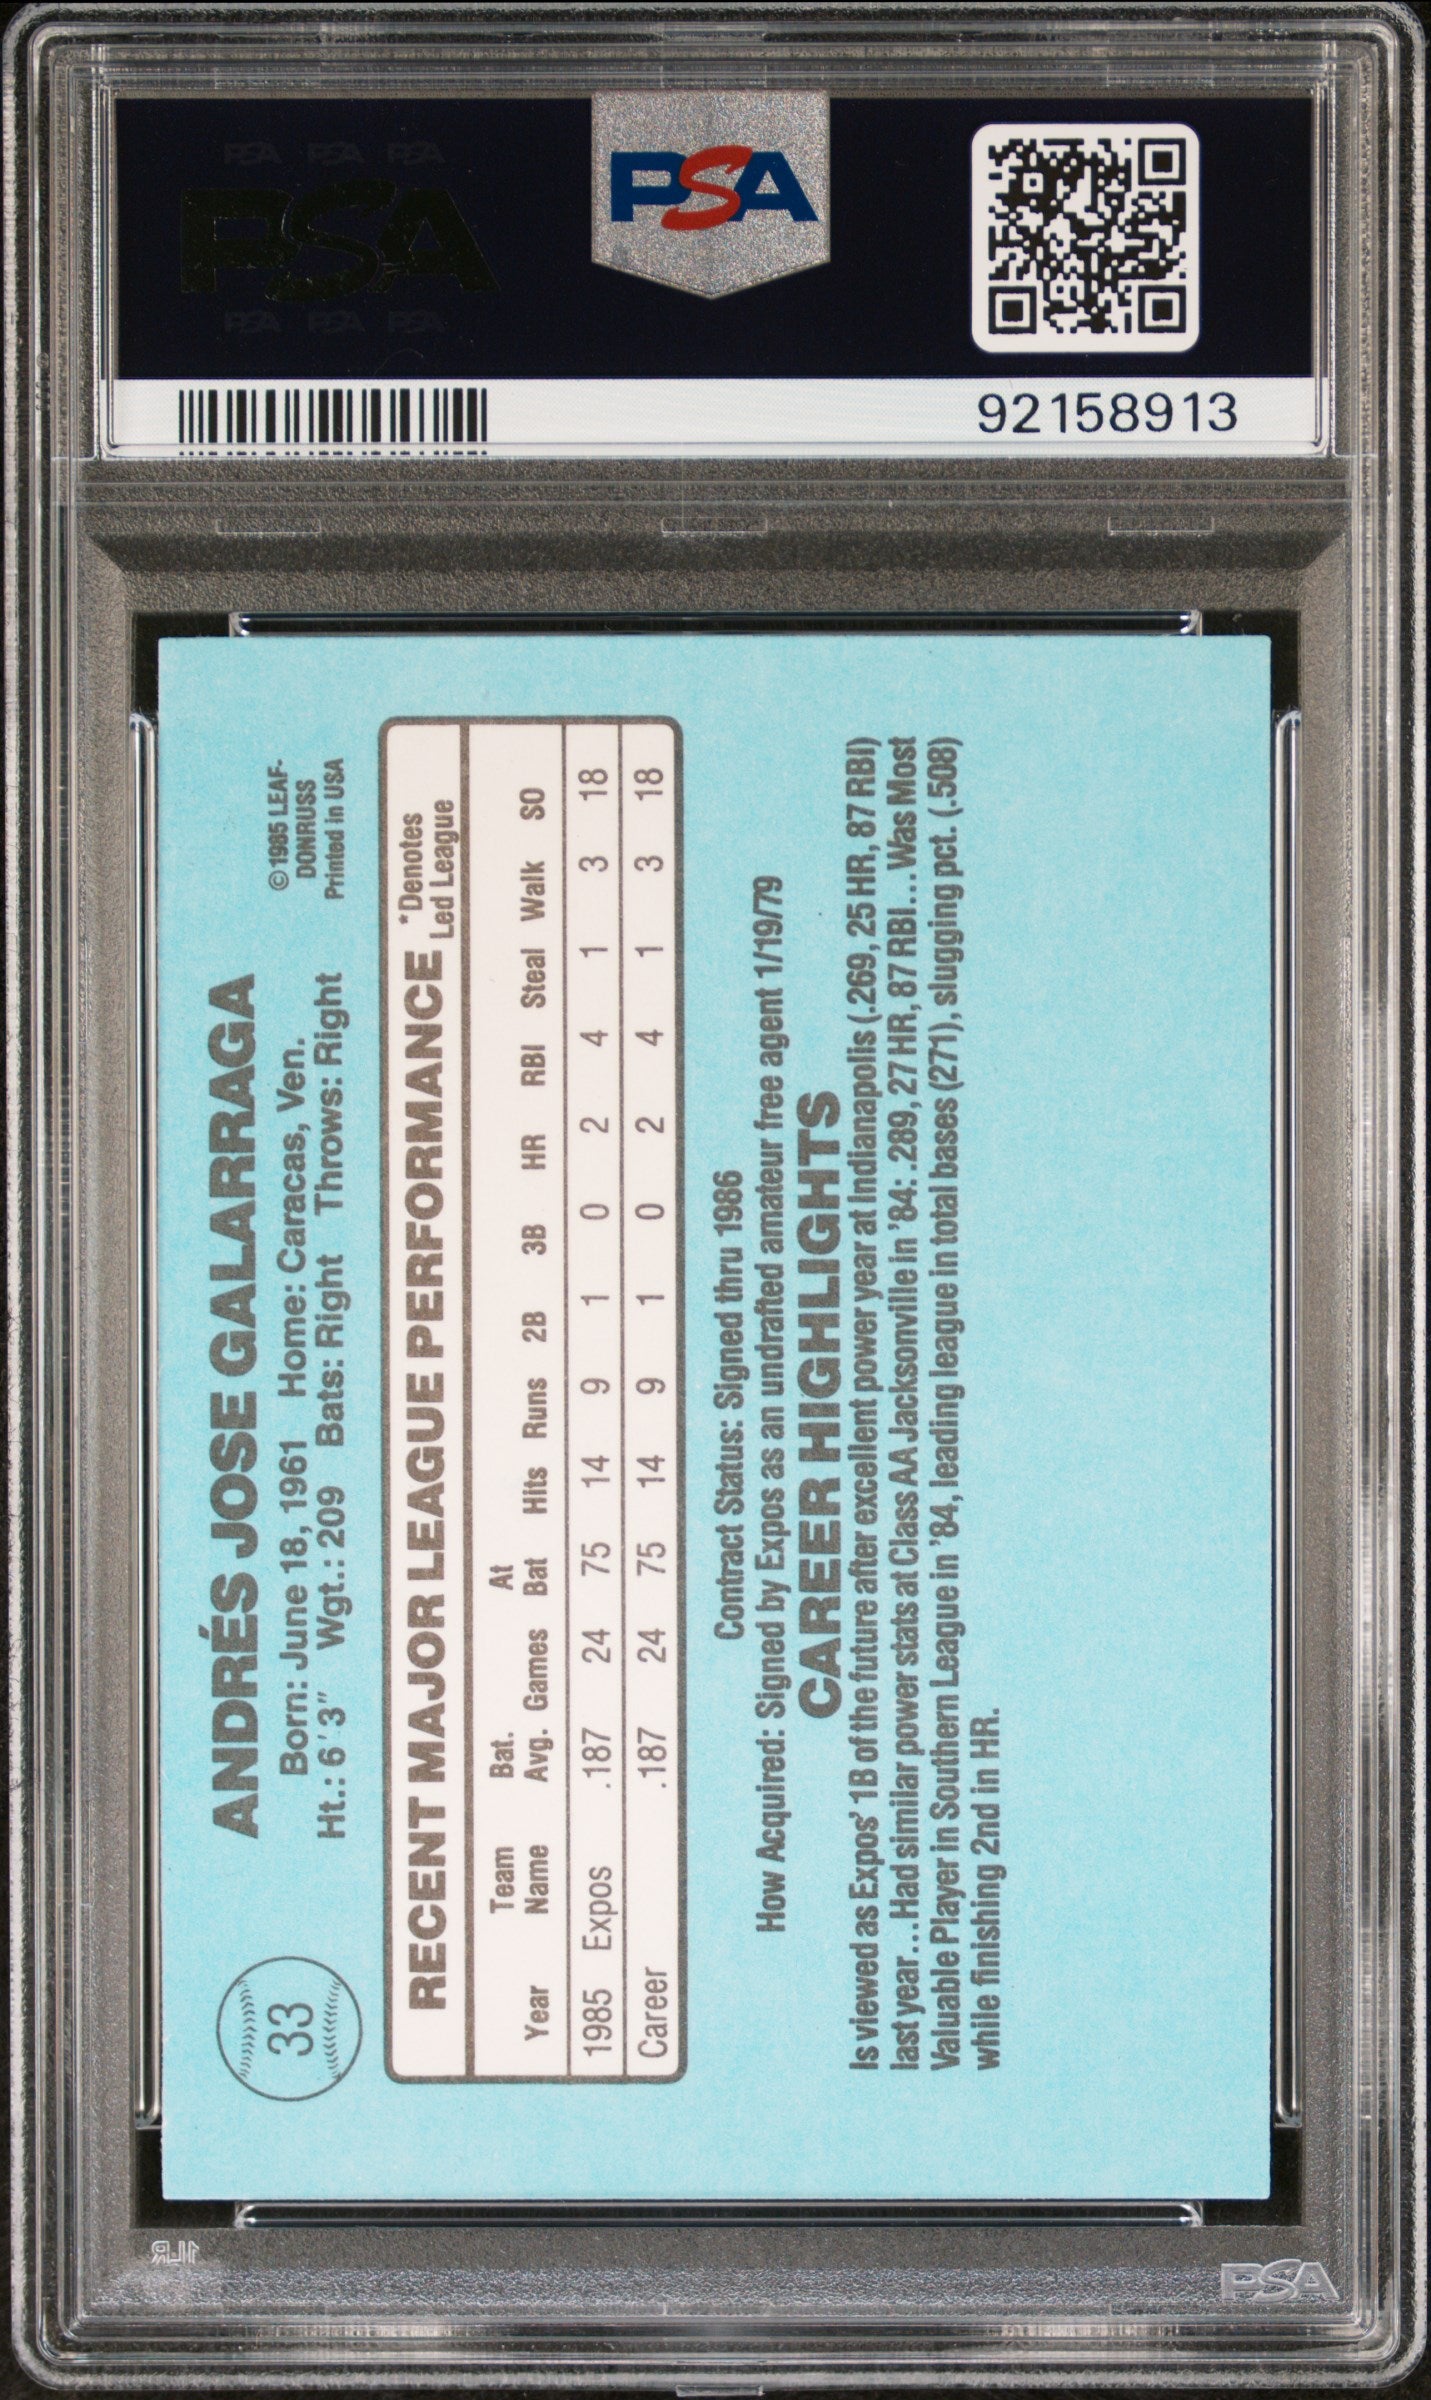 PSA PSA PSA
PSA
PSA PSA PSA
PSA
92158913
33
ANDRÉS JOSE GALARRAGA
Born: June 18, 1961 Home: Caracas, Ven.
Ht.: 6'3" Wgt.: 209 Bats: Right Throws: Right
© 1985 LEAF-
DONRUSS
Printed in USA
RECENT MAJOR LEAGUE PERFORMANCE
*Denotes
Led League
Year Team Name Bat. Avg. Games At Bat Hits Runs 2B 3B HR RBI Steal Walk SO
1985 Expos .187 24 75 14 9 1 0 2 4 1 3 18
Career .187 24 75 14 9 1 0 2 4 1 3 18
Contract Status: Signed thru 1986
How Acquired: Signed by Expos as an undrafted amateur free agent 1/19/79
CAREER HIGHLIGHTS
Is viewed as Expos' 1B of the future after excellent power year at Indianapolis (.269, 25 HR, 87 RBI)
last year...Had similar power stats at Class AA Jacksonville in '84: .289, 27 HR, 87 RBI...Was Most
Valuable Player in Southern League in '84, leading league in total bases (271), slugging pct. (.508)
while finishing 2nd in HR.
PSA